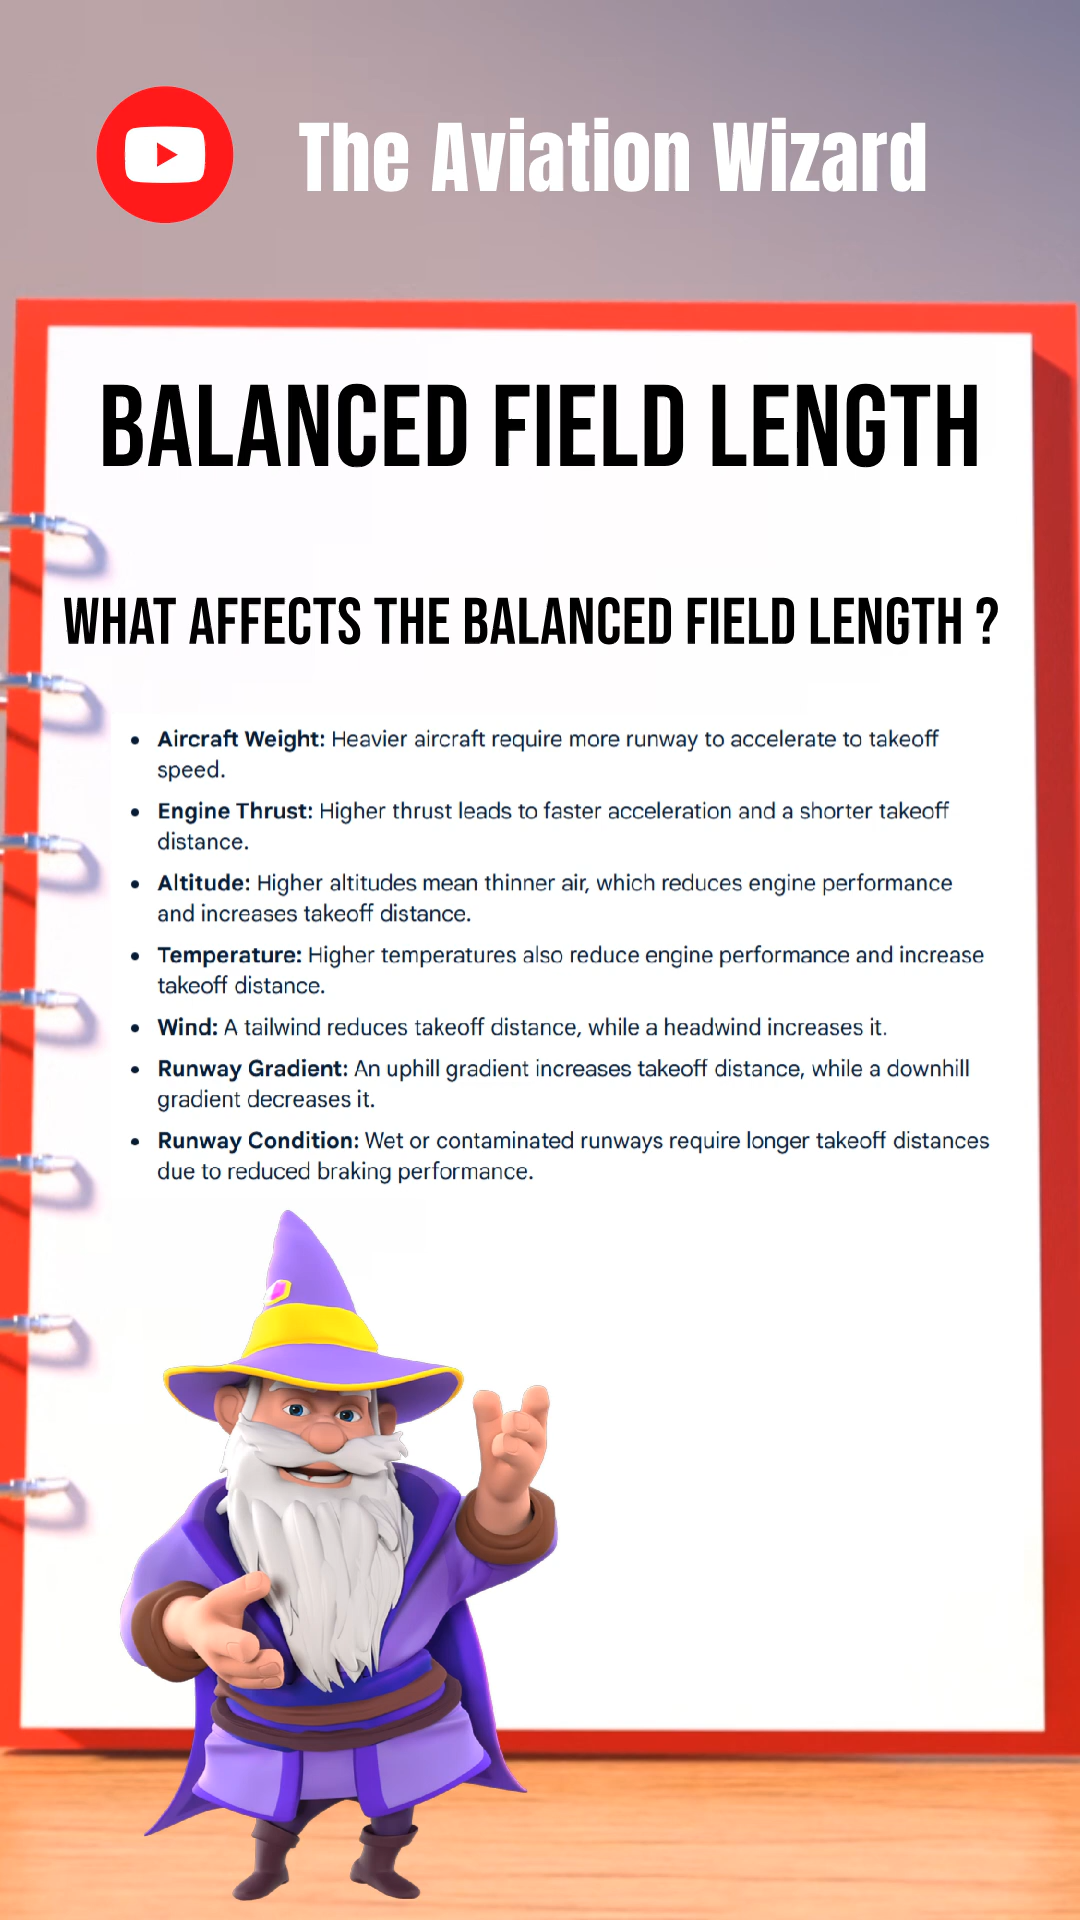 The Aviation Wizard
BALANCED FIELD LENGTH
WHAT AFFECTS THE BALANCED FIELD LENGTH ?
• Aircraft Weight: Heavier aircraft require more runway to accelerate to takeoff
speed.
• Engine Thrust: Higher thrust leads to faster acceleration and a shorter takeoff
distance.
• Altitude: Higher altitudes mean thinner air, which reduces engine performance
and increases takeoff distance.
• Temperature: Higher temperatures also reduce engine performance and increase
takeoff distance.
• Wind: A tailwind reduces takeoff distance, while a headwind increases it.
• Runway Gradient: An uphill gradient increases takeoff distance, while a downhill
gradient decreases it.
• Runway Condition: Wet or contaminated runways require longer takeoff distances
due to reduced braking performance.